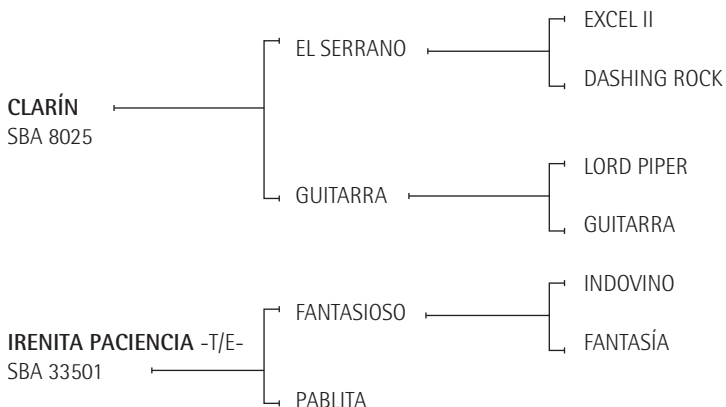 EXCEL II
EL SERRANO
DASHING ROCK
CLARÍN
SBA 8025
LORD PIPER
GUITARRA
GUITARRA
INDOVINO
FANTASIOSO
IRENITA PACIENCIA -T/E-
FANTASÍA
SBA 33501
PABLITA